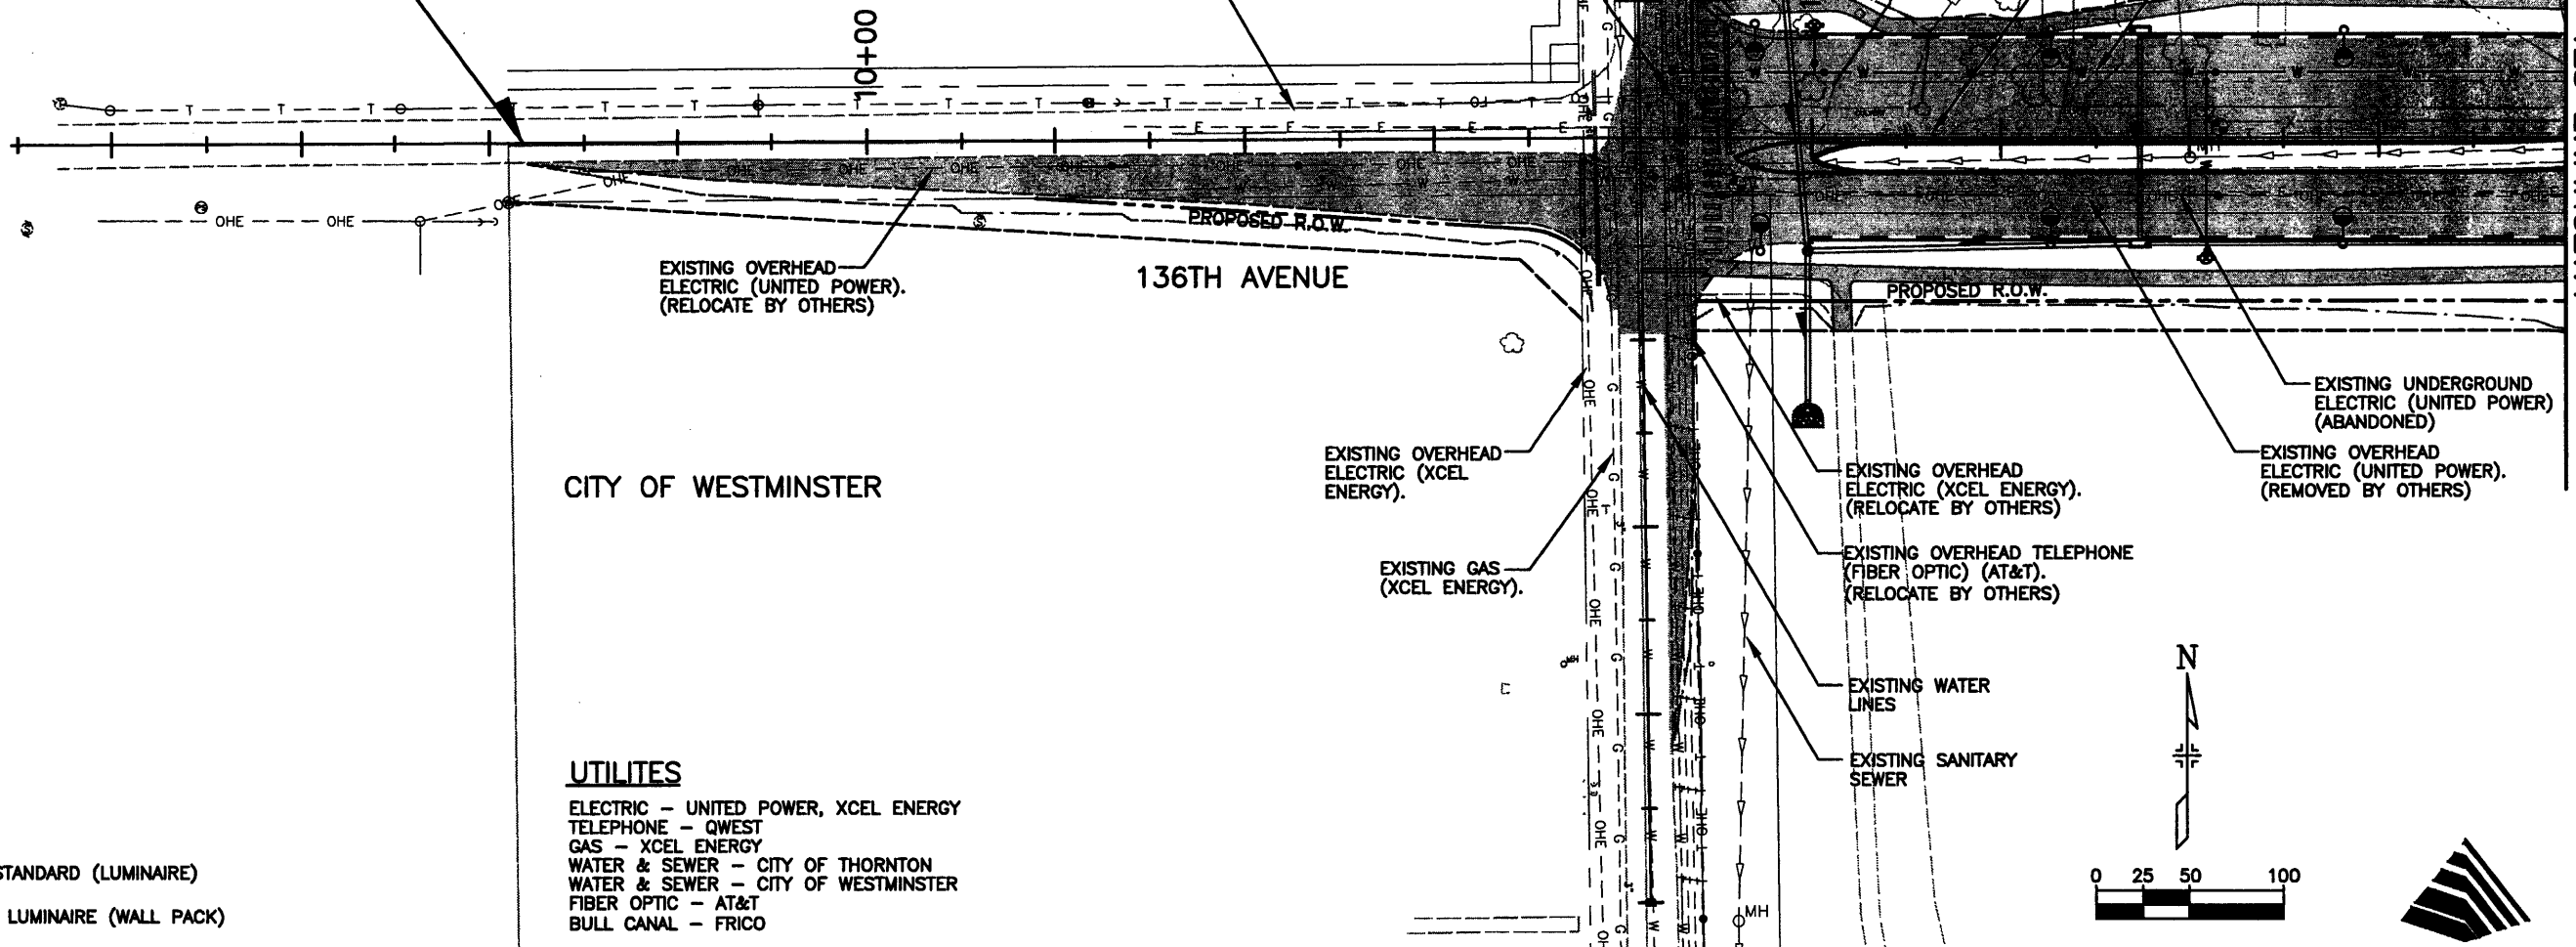 10+00
PROPOSED R.O.W.
136TH AVENUE
EXISTING OVERHEAD
ELECTRIC (UNITED POWER).
(RELOCATE BY OTHERS)
PROPOSED R.O.W.
EXISTING UNDERGROUND
ELECTRIC (UNITED POWER)
(ABANDONED)
EXISTING OVERHEAD
ELECTRIC (UNITED POWER).
(REMOVED BY OTHERS)
EXISTING OVERHEAD
ELECTRIC (XCEL
ENERGY).
EXISTING OVERHEAD
ELECTRIC (XCEL ENERGY).
(RELOCATE BY OTHERS)
CITY OF WESTMINSTER
EXISTING GAS
(XCEL ENERGY).
EXISTING OVERHEAD TELEPHONE
(FIBER OPTIC) (AT&T).
(RELOCATE BY OTHERS)
EXISTING WATER
LINES
EXISTING SANITARY
SEWER
N
UTILITES
ELECTRIC – UNITED POWER, XCEL ENERGY
TELEPHONE – QWEST
GAS – XCEL ENERGY
WATER & SEWER – CITY OF THORNTON
WATER & SEWER – CITY OF WESTMINSTER
FIBER OPTIC – AT&T
BULL CANAL – FRICO
STANDARD (LUMINAIRE)
LUMINAIRE (WALL PACK)
0 25 50 100
MH